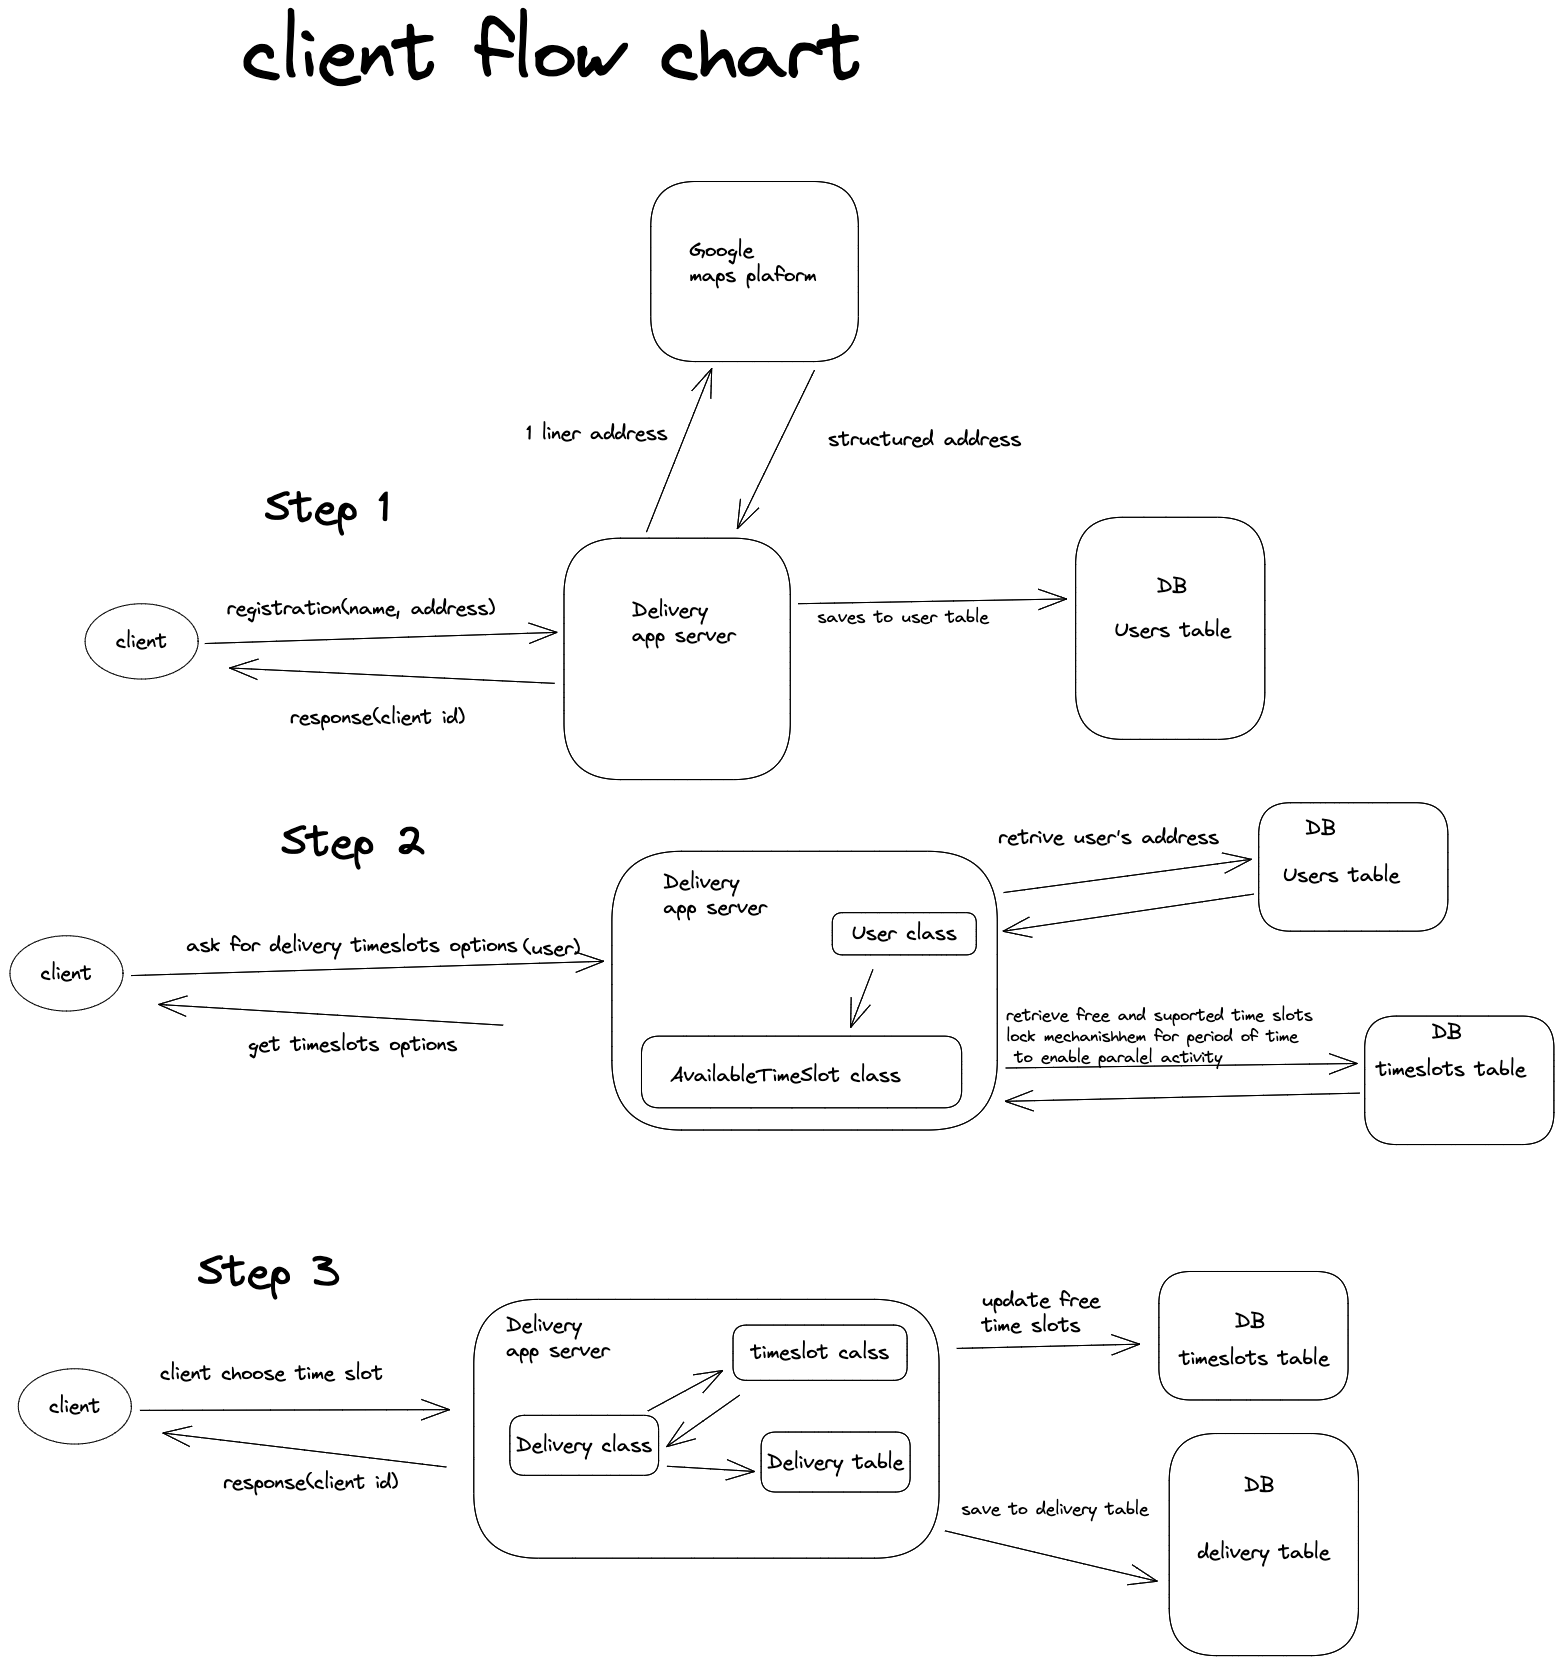 client flow chart
Google
maps plaform
1 liner address
structured address
Step 1
registration(name, address)
client
response(client id)
Delivery
app server
saves to user table
DB
Users table
Step 2
client
ask for delivery timeslots options (user)
get timeslots options
Delivery
app server
User class
AvailableTimeSlot class
retrive user's address
DB
Users table
retrieve free and suported time slots
lock mechanishhem for period of time
to enable paralel activity
DB
timeslots table
Step 3
client
client choose time slot
response(client id)
Delivery
app server
timeslot calss
Delivery class
Delivery table
update free
time slots
DB
timeslots table
save to delivery table
DB
delivery table